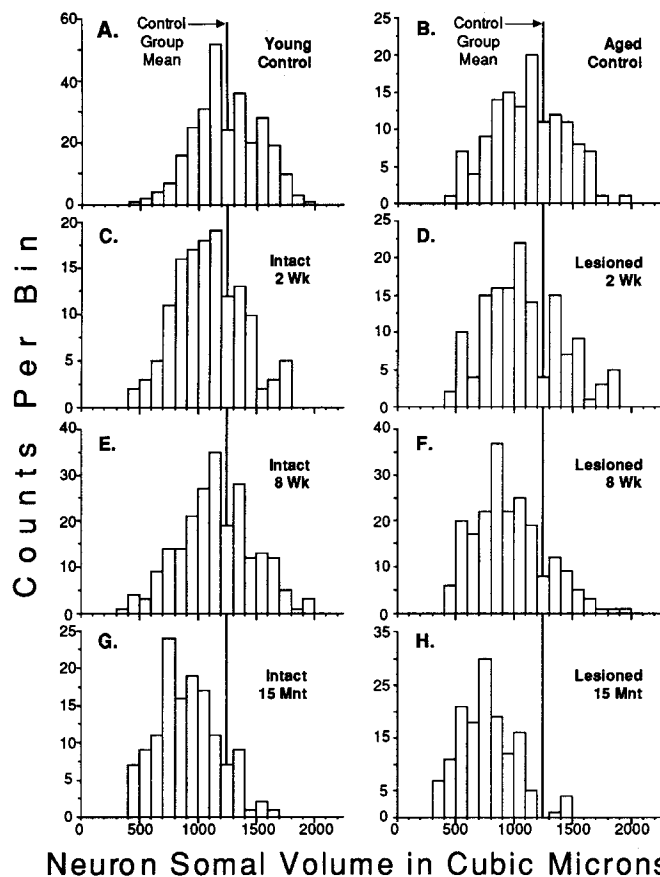 A.
Control
Group
Mean
Young
Control
60
40
20
0
B.
Control
Group
Mean
Aged
Control
25
20
15
10
5
0
C.
Intact
2 Wk
20
15
10
5
0
D.
Lesioned
2 Wk
25
20
15
10
5
0
E.
Intact
8 Wk
40
30
20
10
0
F.
Lesioned
8 Wk
40
30
20
10
0
G.
Intact
15 Mnt
25
20
15
10
5
0
0 500 1000 1500 2000
H.
Lesioned
15 Mnt
35
25
15
5
0
0 500 1000 1500 2000
Counts Per Bin
Neuron Somal Volume in Cubic Microns